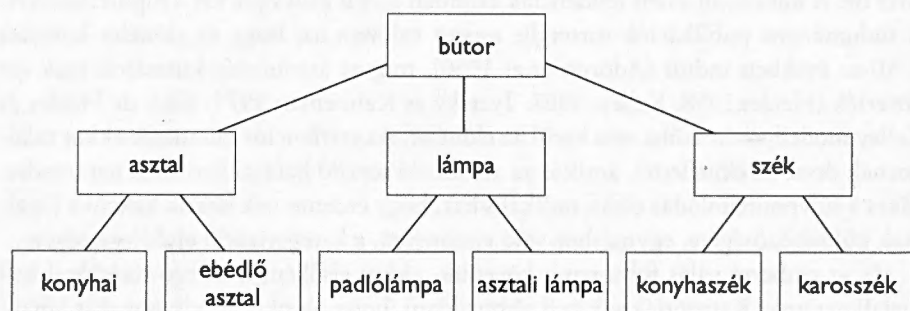 bútor
asztal
lámpa
szék
konyhai
ebédlő
asztal
padlólámpa
asztali lámpa
konyhaszék
karosszék